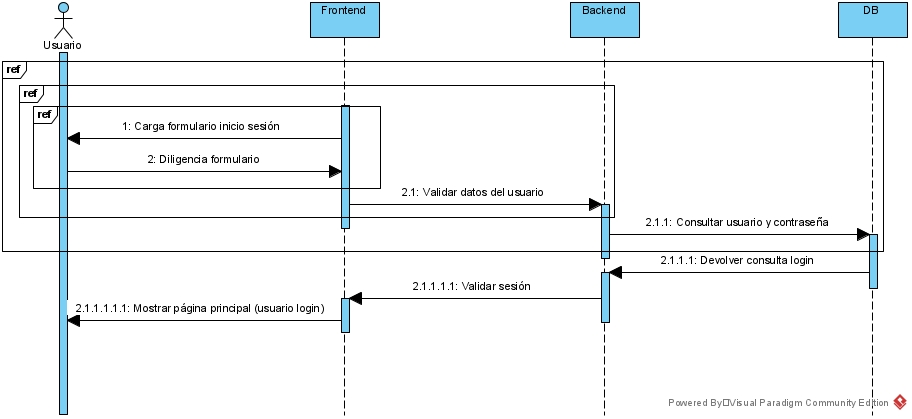 Usuario
Frontend
Backend
DB
ref
ref
ref
1: Carga formulario inicio sesión
2: Diligencia formulario
2.1: Validar datos del usuario
2.1.1: Consultar usuario y contraseña
2.1.1.1: Devolver consulta login
2.1.1.1.1: Validar sesión
2.1.1.1.1.1: Mostrar página principal (usuario login)
Powered By Visual Paradigm Community Edition